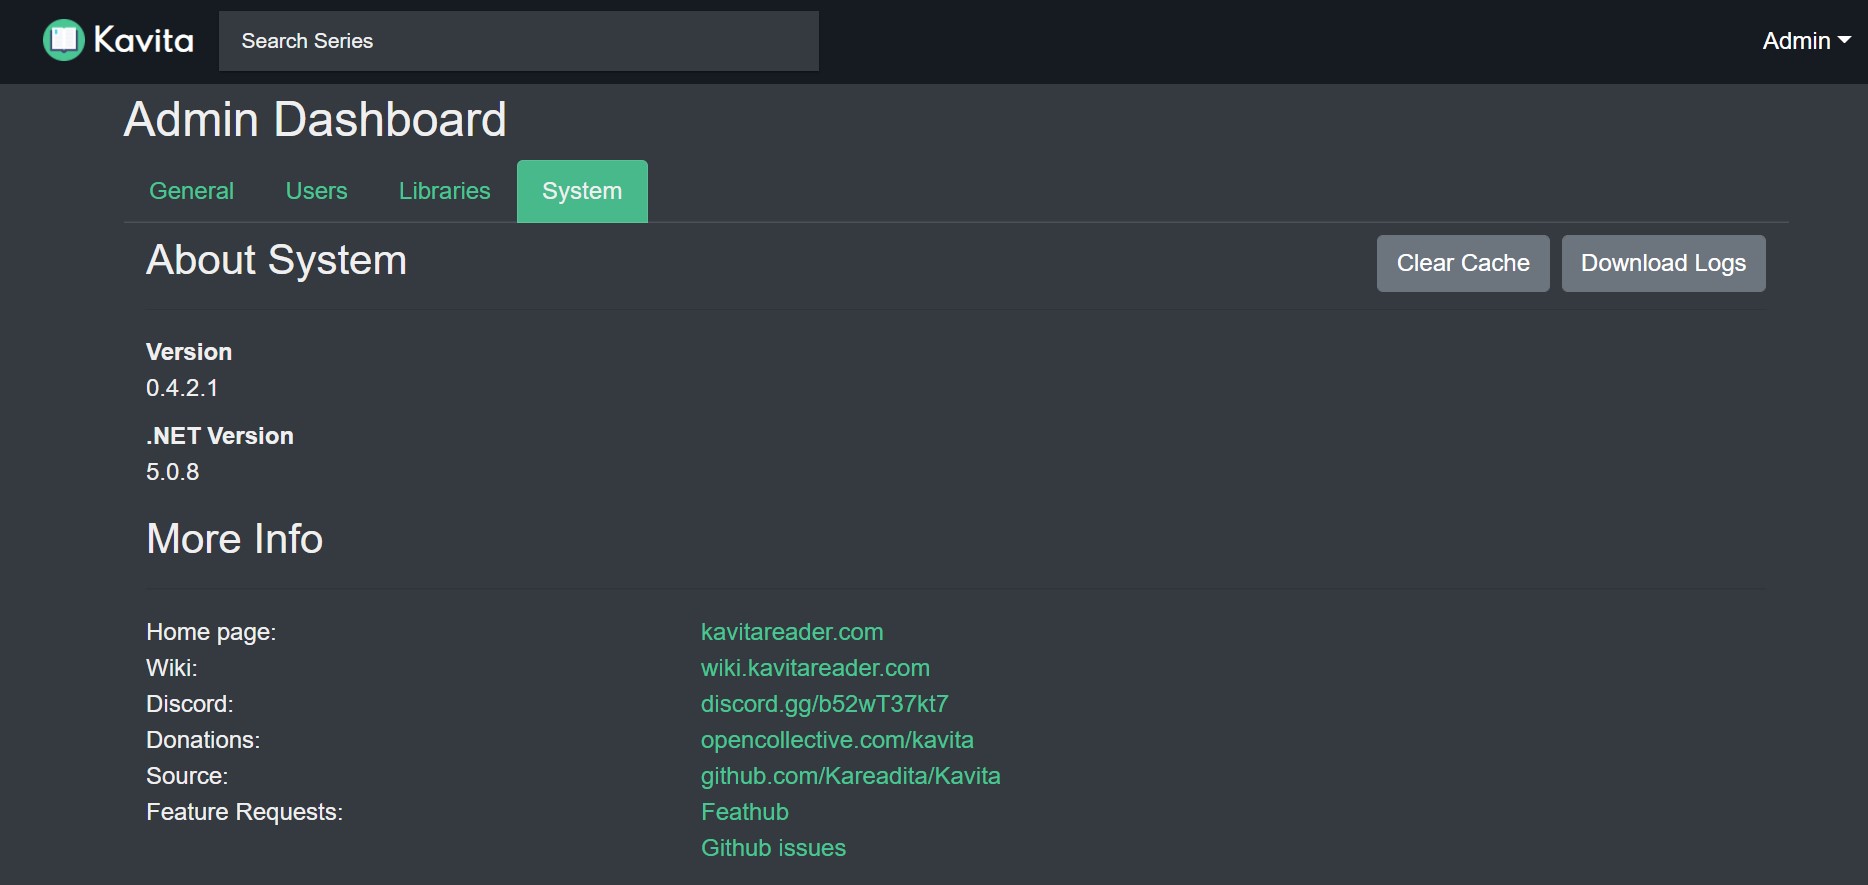 Kavita
Search Series
Admin
Admin Dashboard
General Users Libraries System
About System
Clear Cache Download Logs
Version
0.4.2.1
.NET Version
5.0.8
More Info
Home page: kavitareader.com
Wiki: wiki.kavitareader.com
Discord: discord.gg/b52wT37kt7
Donations: opencollective.com/kavita
Source: github.com/Kareadita/Kavita
Feature Requests: Feathub
Github issues